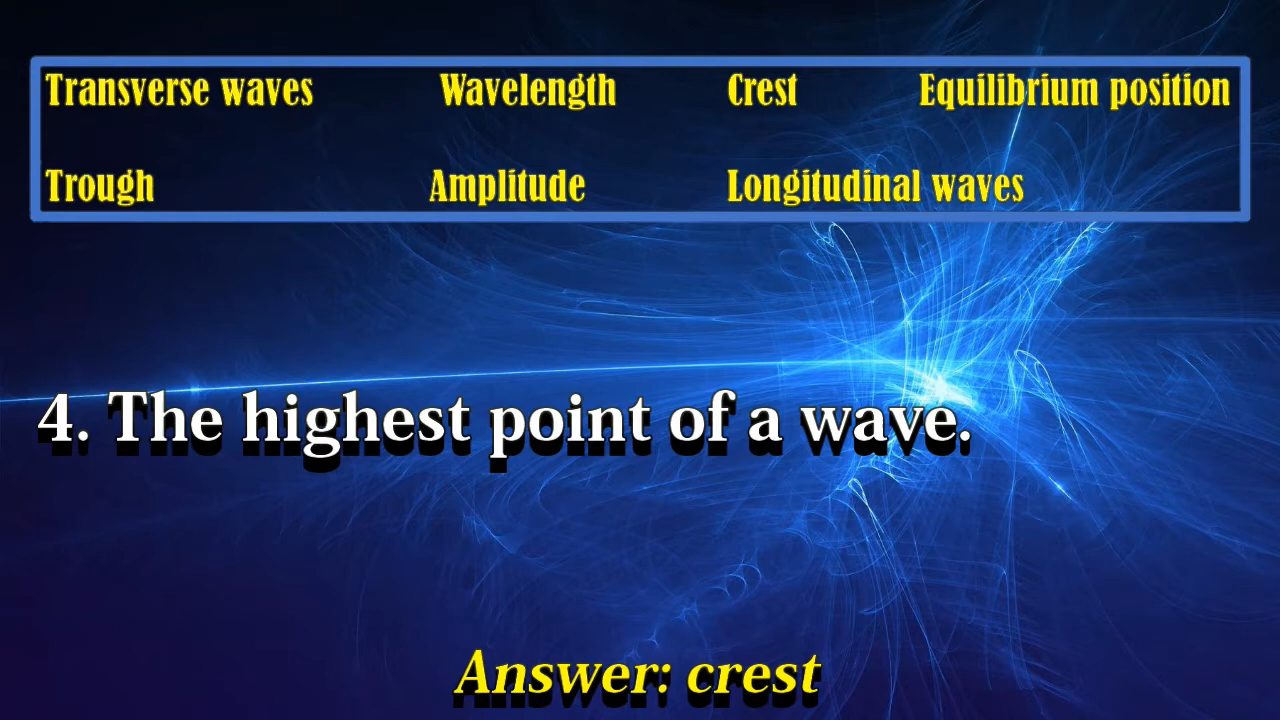 Transverse waves Wavelength Crest Equilibrium position
Trough Amplitude Longitudinal waves
4. The highest point of a wave.
Answer: crest